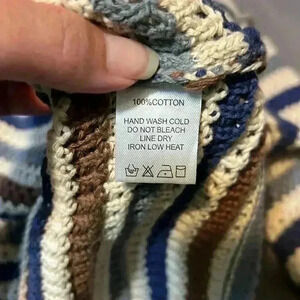 100%COTTON
HAND WASH COLD
DO NOT BLEACH
LINE DRY
IRON LOW HEAT